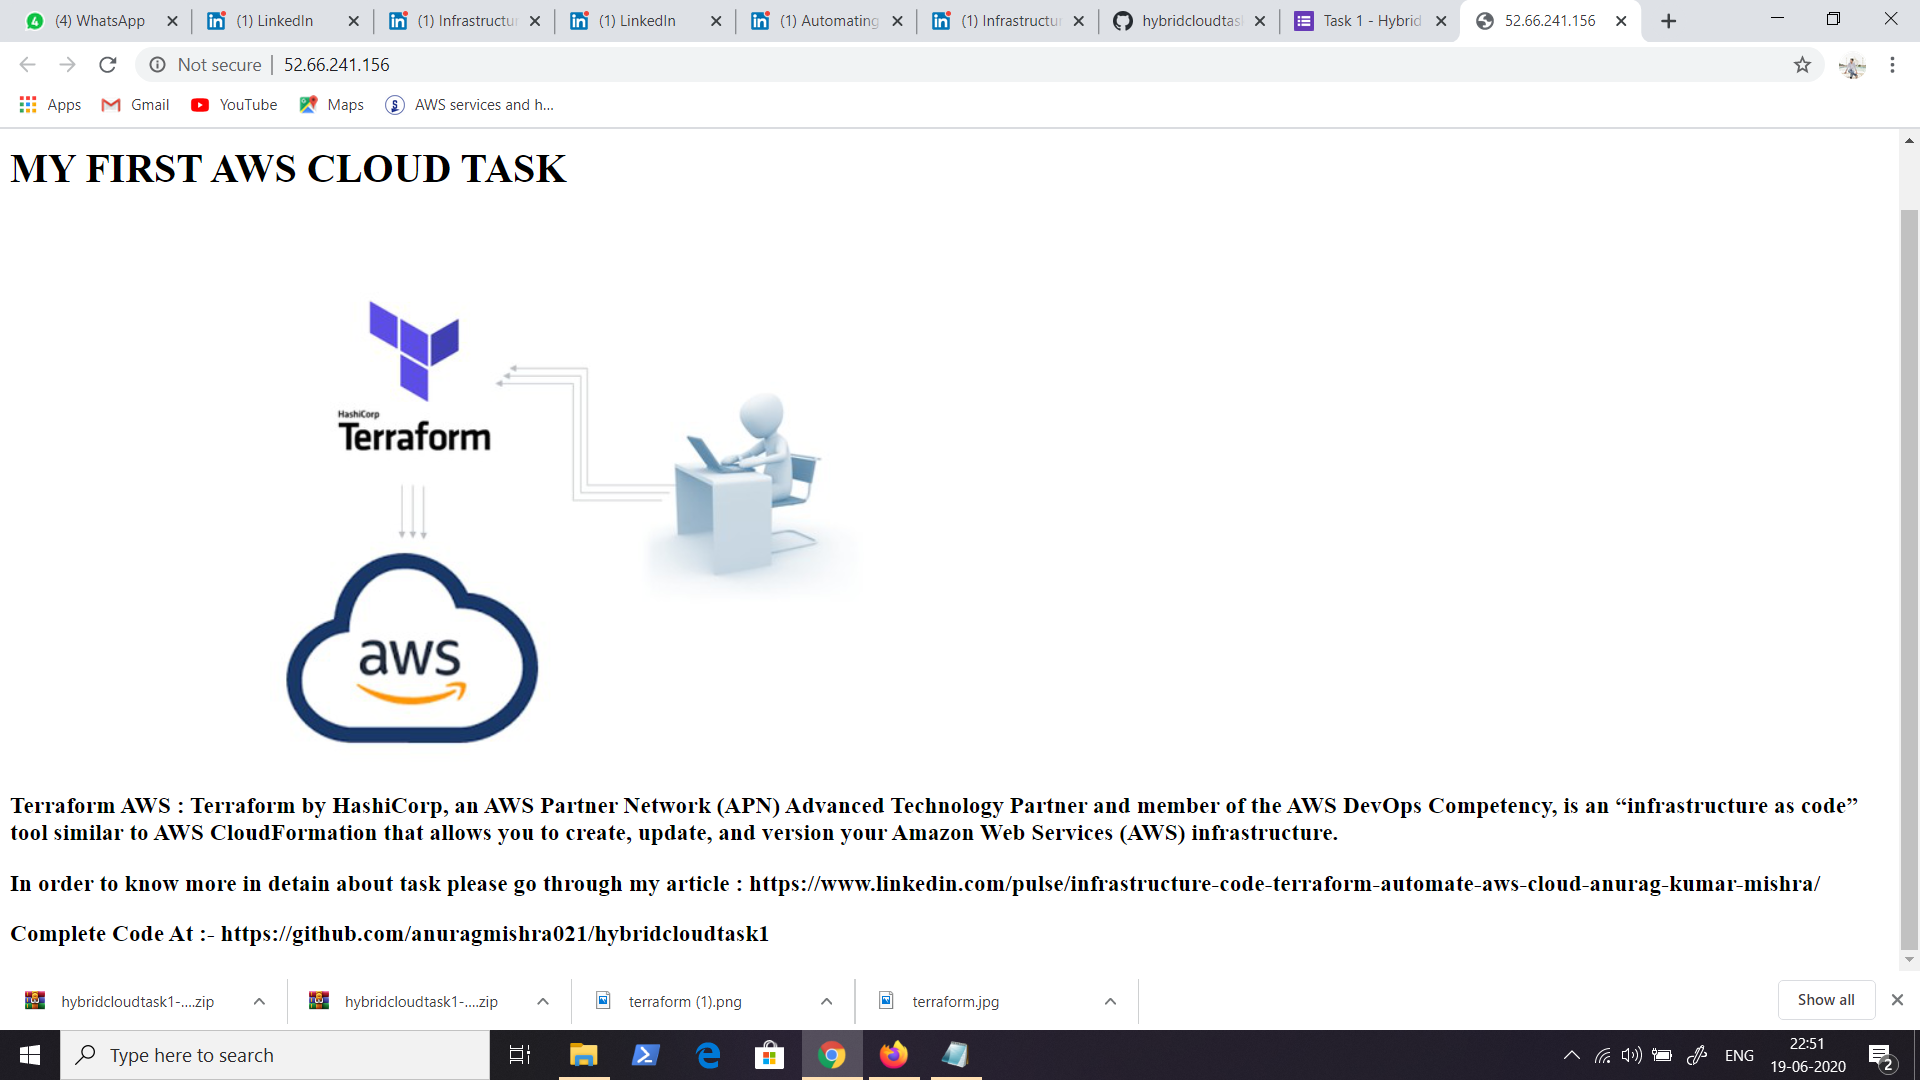 (4) WhatsApp
(1) LinkedIn
(1) Infrastructur
(1) LinkedIn
(1) Automating
(1) Infrastructur
hybridcloudtas
Task 1 - Hybrid
52.66.241.156
Not secure | 52.66.241.156
Apps
Gmail
YouTube
Maps
AWS services and h...
MY FIRST AWS CLOUD TASK
HashiCorp
Terraform
aws
Terraform AWS : Terraform by HashiCorp, an AWS Partner Network (APN) Advanced Technology Partner and member of the AWS DevOps Competency, is an “infrastructure as code”
tool similar to AWS CloudFormation that allows you to create, update, and version your Amazon Web Services (AWS) infrastructure.
In order to know more in detain about task please go through my article : https://www.linkedin.com/pulse/infrastructure-code-terraform-automate-aws-cloud-anurag-kumar-mishra/
Complete Code At :- https://github.com/anuragmishra021/hybridcloudtask1
hybridcloudtask1-....zip
hybridcloudtask1-....zip
terraform (1).png
terraform.jpg
Show all
Type here to search
ENG
22:51
19-06-2020
2